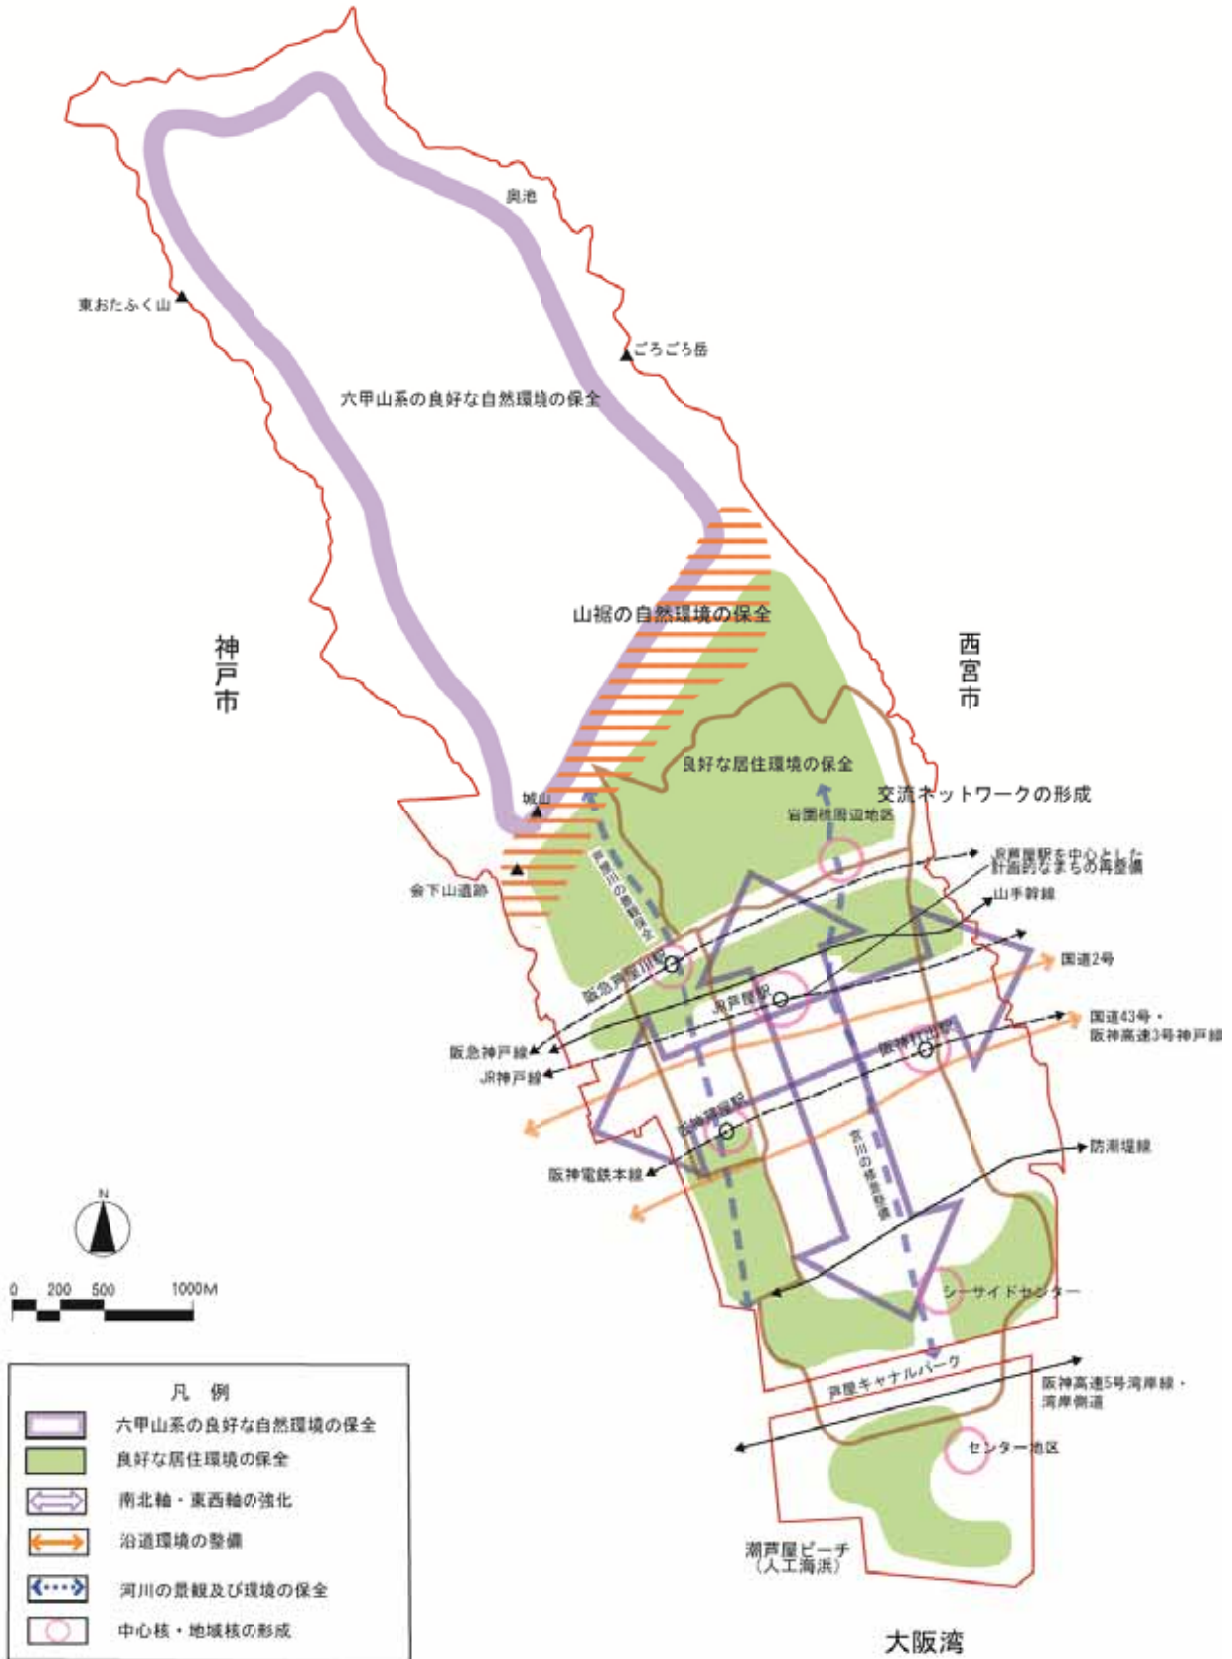 奥池
東おたふく山
ごろごろ岳
六甲山系の良好な自然環境の保全
山裾の自然環境の保全
神戸市
西宮市
良好な居住環境の保全
交流ネットワークの形成
岩園校周辺地区
城山
JR芦屋駅を中心とした
計画的なまちの再整備
会下山遺跡
芦屋川の景観保全
山手幹線
阪急芦屋川駅
国道2号
JR芦屋駅
国道43号・
阪神高速3号神戸線
阪神打出駅
阪急神戸線
JR神戸線
阪神芦屋駅
阪神電鉄本線
宮川の修景整備
防潮堤線
N
0 200 500 1000M
シーサイドセンター
芦屋キャナルパーク
阪神高速5号湾岸線・
湾岸側道
センター地区
潮芦屋ビーチ
(人工海浜)
大阪湾
凡 例
六甲山系の良好な自然環境の保全
良好な居住環境の保全
南北軸・東西軸の強化
沿道環境の整備
河川の景観及び環境の保全
中心核・地域核の形成